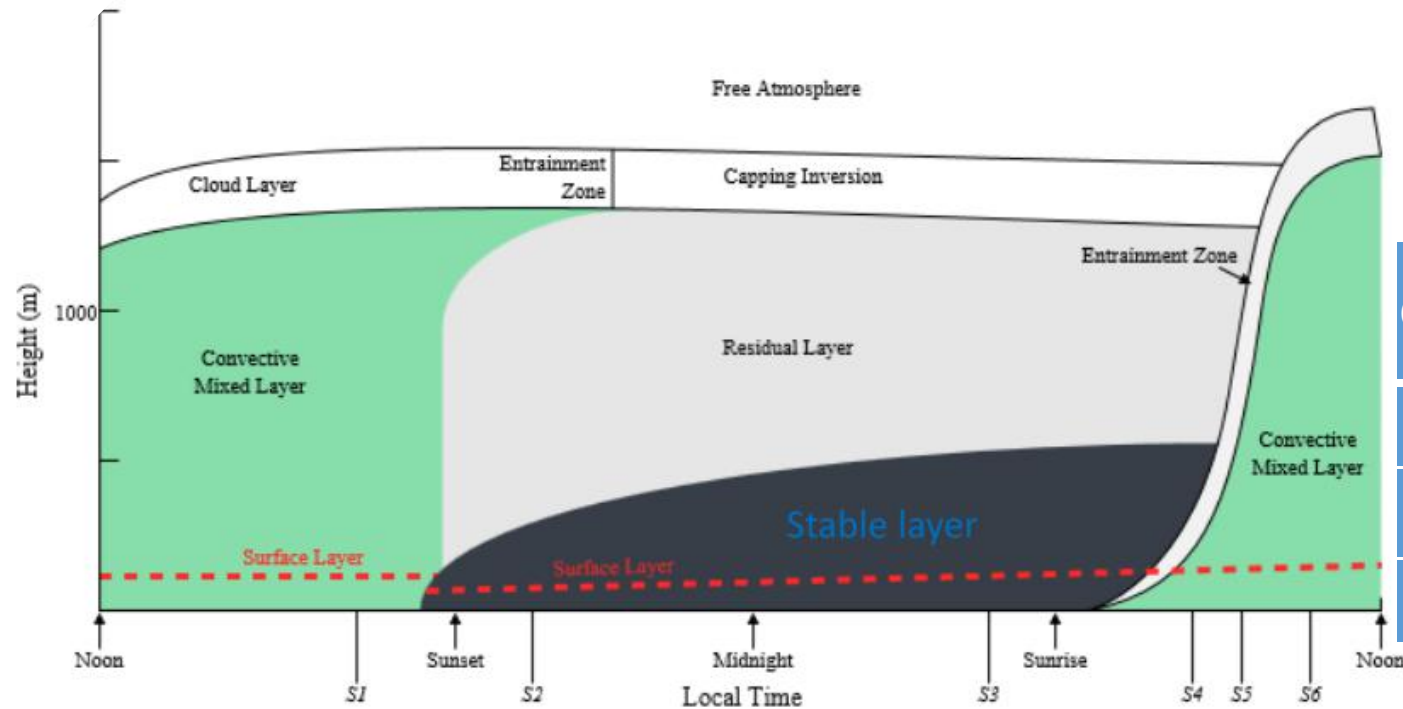 Free Atmosphere
Entrainment
Zone
Cloud Layer
Capping Inversion
Entrainment Zone
Height (m)
1000
Convective
Mixed Layer
Residual Layer
Convective
Mixed Layer
Stable layer
Surface Layer
Surface Layer
Noon
Sunset
Midnight
Sunrise
Noon
S1
S2
Local Time
S3
S4
S5
S6